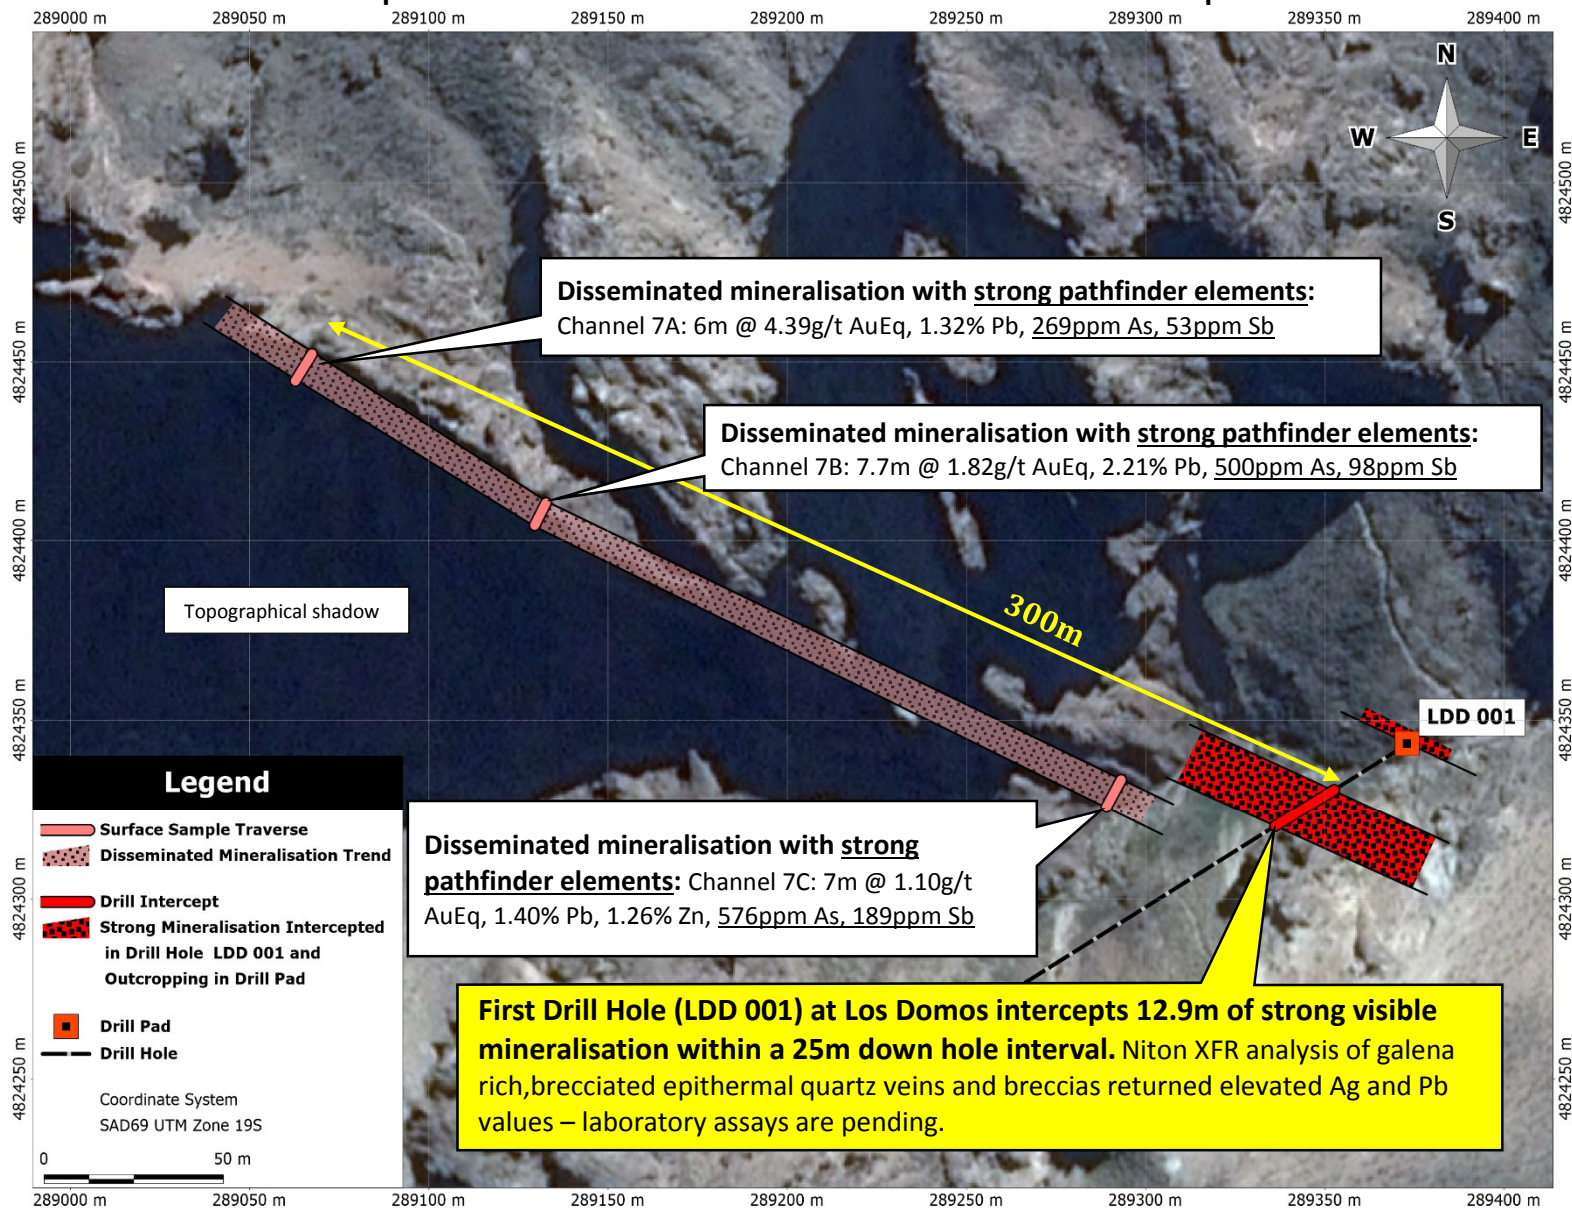 289000 m 289050 m 289100 m 289150 m 289200 m 289250 m 289300 m 289350 m 289400 m
N
W E
S
4824500 m 4824500 m
Disseminated mineralisation with strong pathfinder elements:
Channel 7A: 6m @ 4.39g/t AuEq, 1.32% Pb, 269ppm As, 53ppm Sb
4824450 m 4824450 m
Disseminated mineralisation with strong pathfinder elements:
Channel 7B: 7.7m @ 1.82g/t AuEq, 2.21% Pb, 500ppm As, 98ppm Sb
4824400 m 4824400 m
Topographical shadow
300m
4824350 m 4824350 m
LDD 001
Disseminated mineralisation with strong
pathfinder elements: Channel 7C: 7m @ 1.10g/t
AuEq, 1.40% Pb, 1.26% Zn, 576ppm As, 189ppm Sb
4824300 m 4824300 m
First Drill Hole (LDD 001) at Los Domos intercepts 12.9m of strong visible
mineralisation within a 25m down hole interval. Niton XFR analysis of galena
rich,brecciated epithermal quartz veins and breccias returned elevated Ag and Pb
values – laboratory assays are pending.
4824250 m 4824250 m
Legend
Surface Sample Traverse
Disseminated Mineralisation Trend
Drill Intercept
Strong Mineralisation Intercepted
in Drill Hole LDD 001 and
Outcropping in Drill Pad
Drill Pad
Drill Hole
Coordinate System
SAD69 UTM Zone 19S
0 50 m
289000 m 289050 m 289100 m 289150 m 289200 m 289250 m 289300 m 289350 m 289400 m